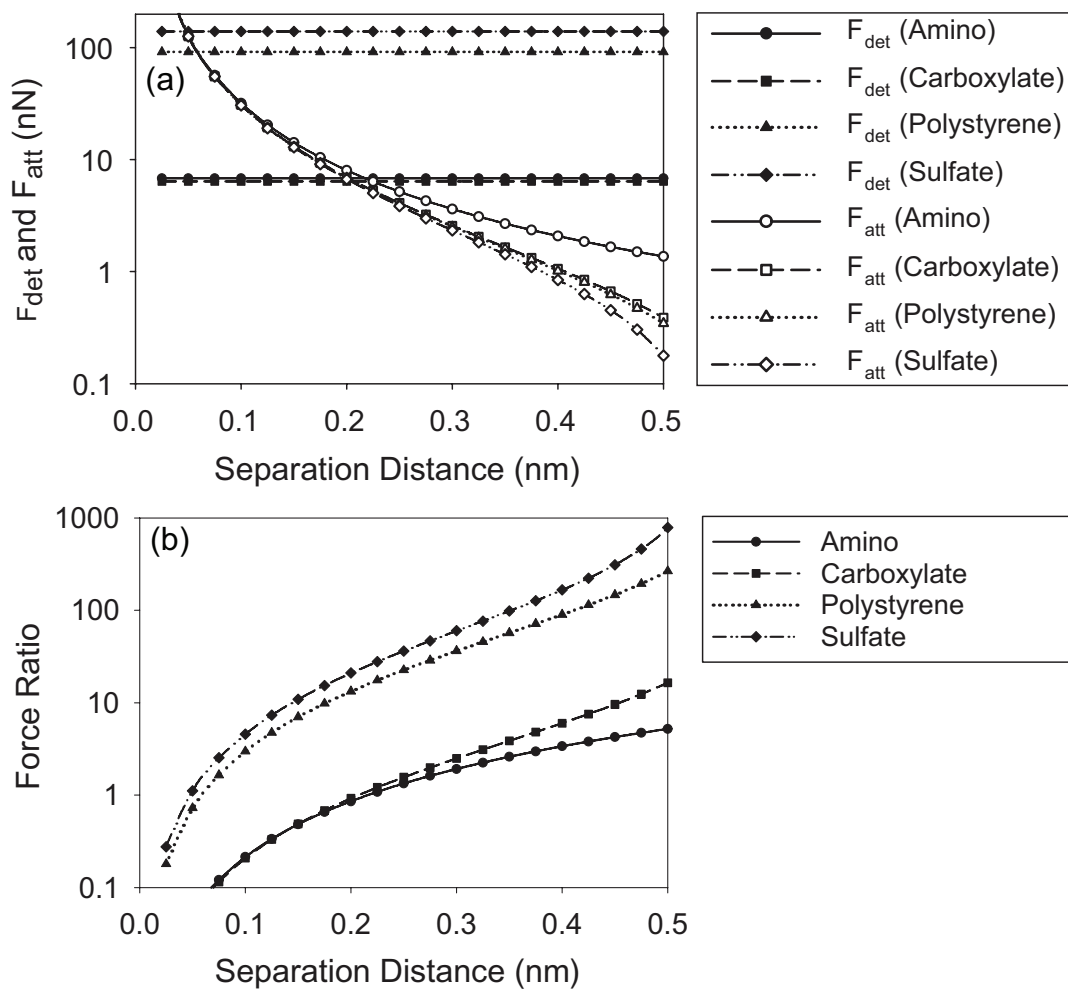 (a)
100
10
1
0.1
F_det and F_att (nN)
0.0 0.1 0.2 0.3 0.4 0.5
Separation Distance (nm)
F_det (Amino)
F_det (Carboxylate)
F_det (Polystyrene)
F_det (Sulfate)
F_att (Amino)
F_att (Carboxylate)
F_att (Polystyrene)
F_att (Sulfate)
(b)
1000
100
10
1
0.1
Force Ratio
0.0 0.1 0.2 0.3 0.4 0.5
Separation Distance (nm)
Amino
Carboxylate
Polystyrene
Sulfate